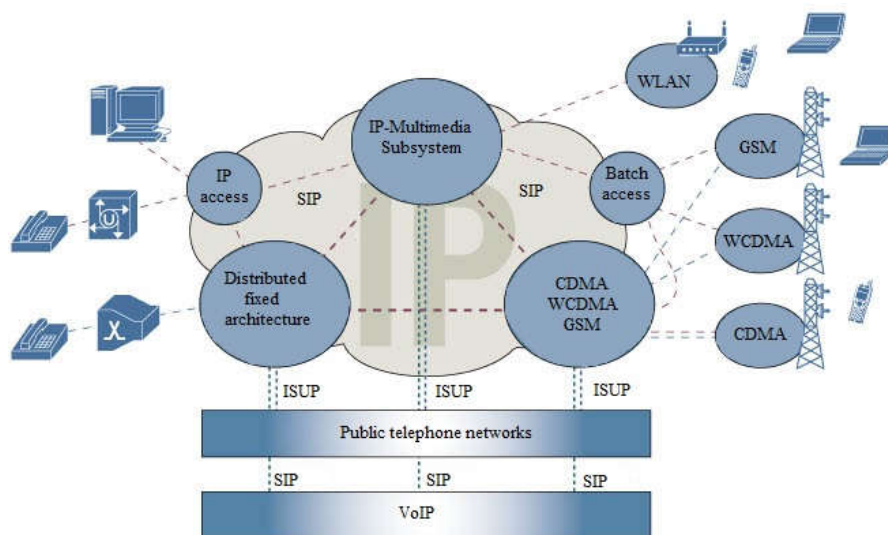 WLAN
IP-Multimedia
Subsystem
GSM
IP
access
Batch
access
SIP
SIP
IP
U
WCDMA
Distributed
fixed
architecture
CDMA
WCDMA
GSM
CDMA
ISUP
ISUP
ISUP
Public telephone networks
SIP
SIP
SIP
VoIP